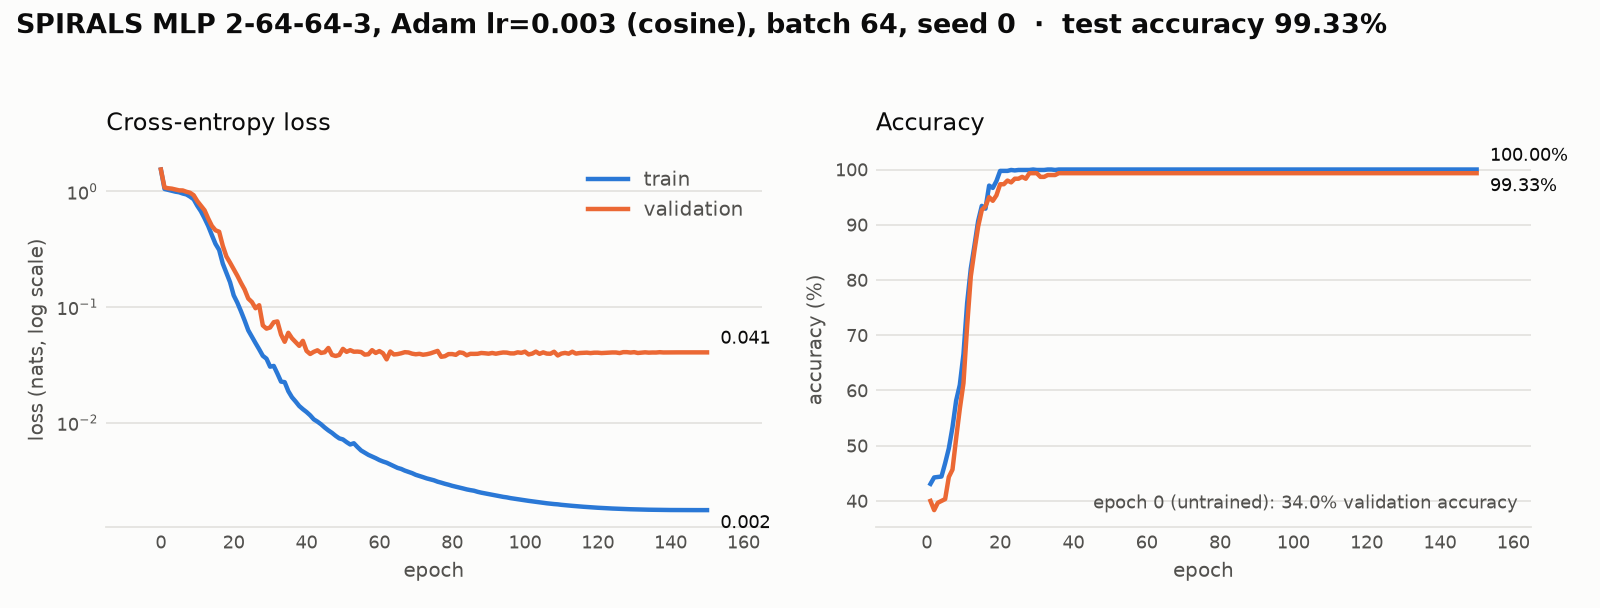 SPIRALS MLP 2-64-64-3, Adam lr=0.003 (cosine), batch 64, seed 0 · test accuracy 99.33%
Cross-entropy loss
train
validation
10⁰
10⁻¹
10⁻²
loss (nats, log scale)
0.041
0.002
0 20 40 60 80 100 120 140 160
epoch
Accuracy
100.00%
99.33%
100
90
80
70
60
50
40
accuracy (%)
epoch 0 (untrained): 34.0% validation accuracy
0 20 40 60 80 100 120 140 160
epoch